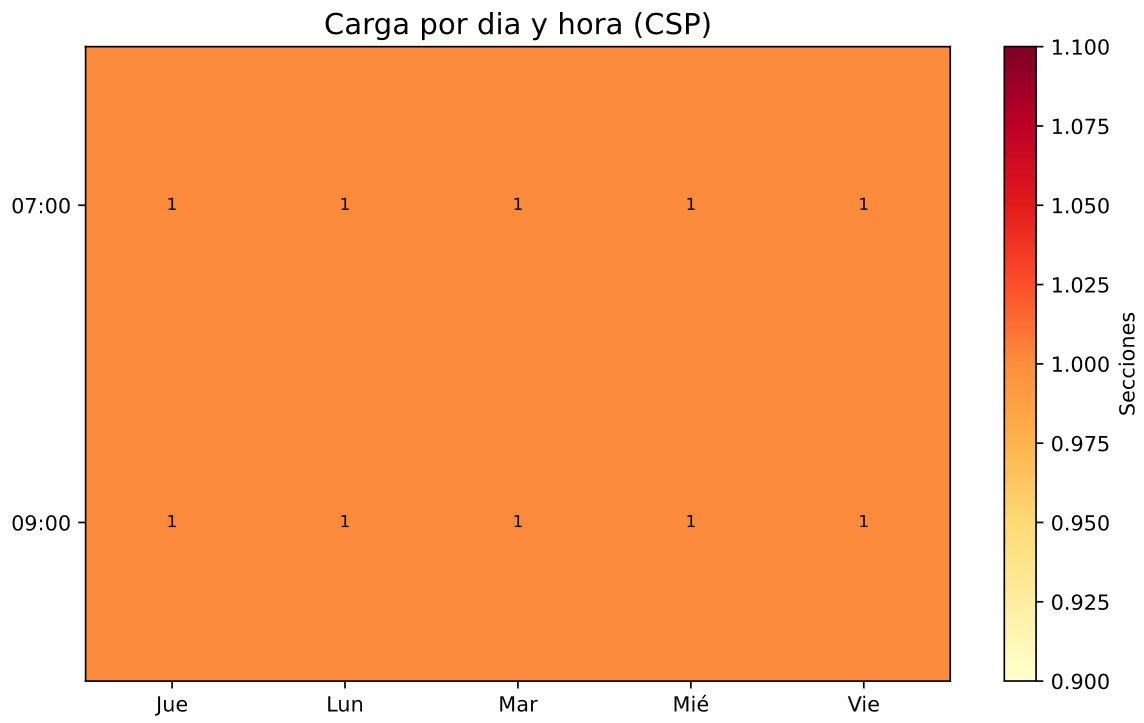 Carga por dia y hora (CSP)
07:00 1 1 1 1 1
09:00 1 1 1 1 1
Jue Lun Mar Mié Vie
1.100
1.075
1.050
1.025
1.000
0.975
0.950
0.925
0.900
Secciones